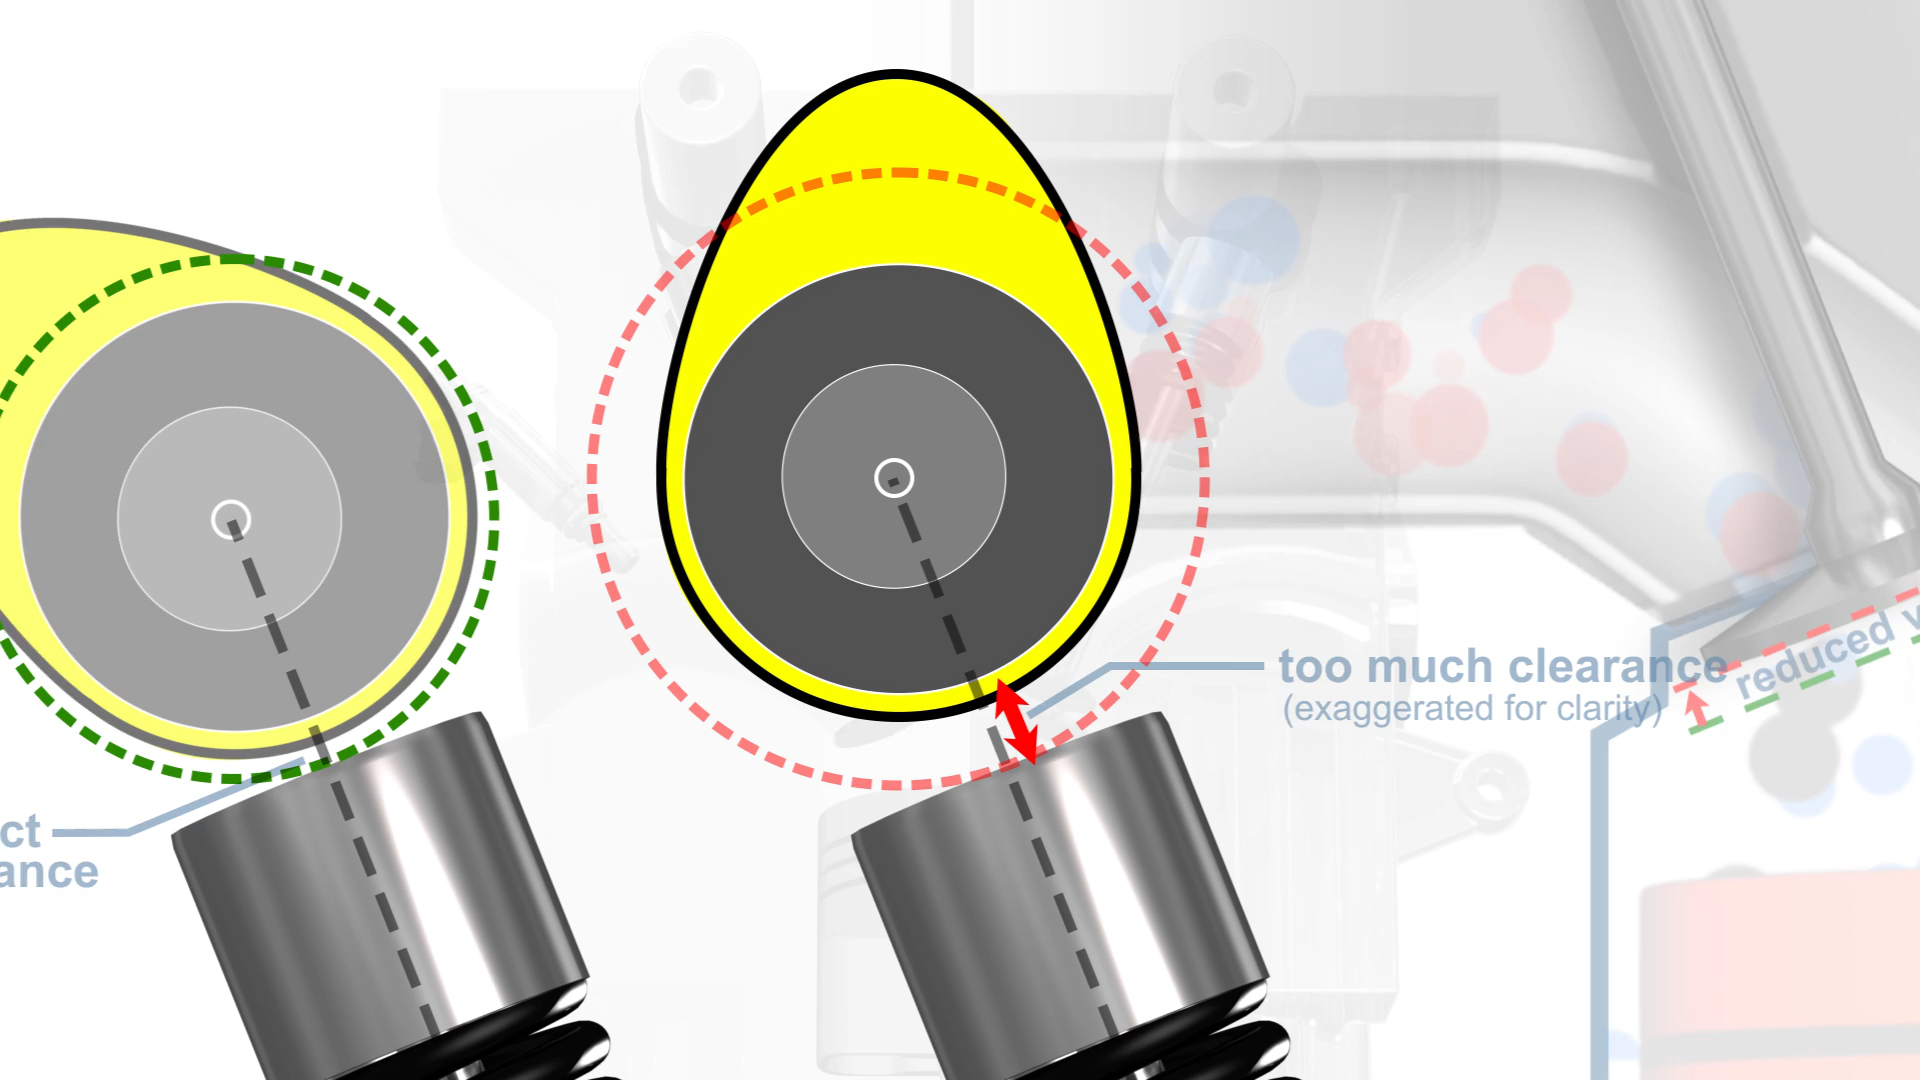 too much clearance
(exaggerated for clarity)
reduced v
ct
ance